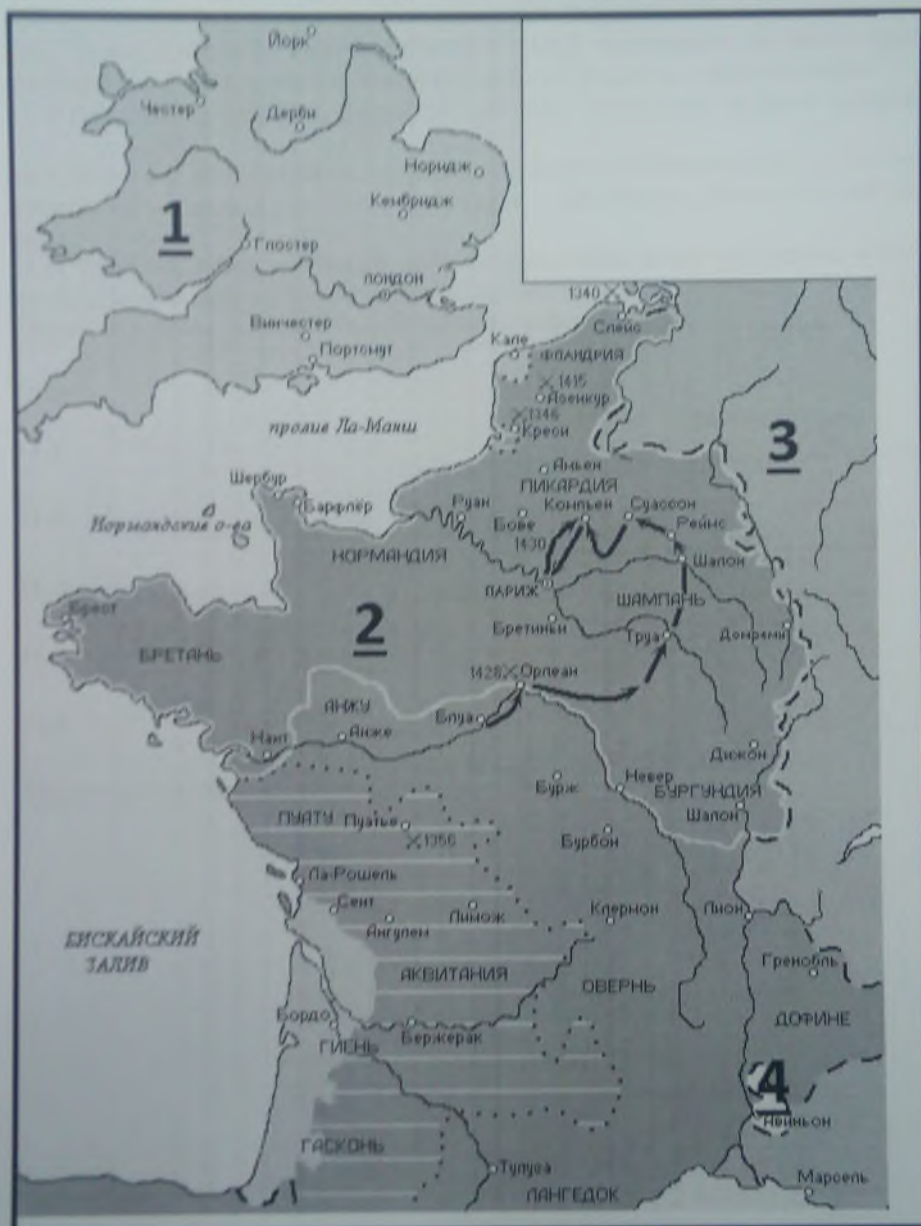 Йорк
Честер
Дерби
Норидж
Кембридж
1
Глостер
ЛОНДОН
Винчестер
Портсмут
1340
Слейс
Кале
ФЛАНДРИЯ
1415
Азенкур
1346
Креси
пролив Ла-Манш
3
Амьен
ПИКАРДИЯ
Шербур
Барфлёр
Руан
Бове
Компьен
Суассон
Реймс
Нормандские о-ва
1430
НОРМАНДИЯ
Шалон
ПАРИЖ
ШАМПАНЬ
Брест
2
Бретиньи
Труа
Домреми
БРЕТАНЬ
1428
Орлеан
АНЖУ
Блуа
Анже
Нант
Дижон
Бурж
Невер
БУРГУНДИЯ
ПУАТУ
Пуатье
Шалон
1356
Бурбон
Ла-Рошель
Сент
Лимож
Клермон
Лион
Ангулем
БИСКАЙСКИЙ
ЗАЛИВ
Гренобль
АКВИТАНИЯ
ОВЕРНЬ
Бордо
ДОФИНЕ
ГИЕНЬ
Бержерак
4
Авиньон
ГАСКОНЬ
Тулуза
Марсель
ЛАНГЕДОК